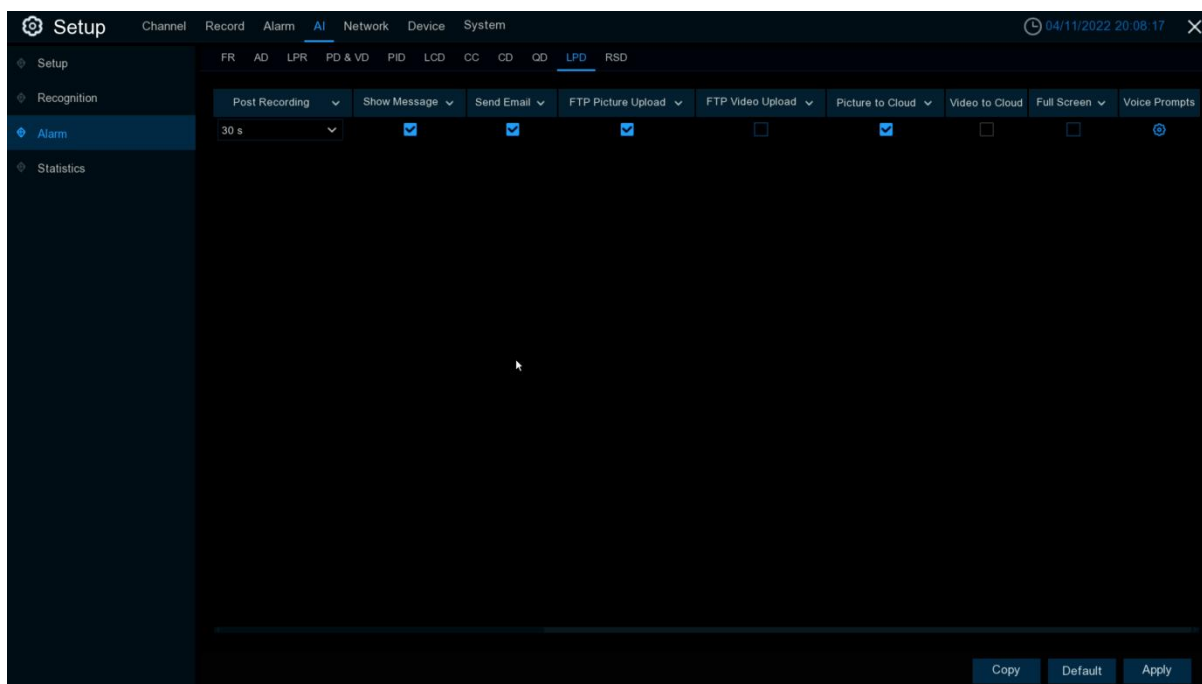 Setup Channel Record Alarm AI Network Device System 04/11/2022 20:08:17
Setup
Recognition
Alarm
Statistics
FR AD LPR PD & VD PID LCD CC CD QD LPD RSD
Post Recording Show Message Send Email FTP Picture Upload FTP Video Upload Picture to Cloud Video to Cloud Full Screen Voice Prompts
30 s
Copy Default Apply